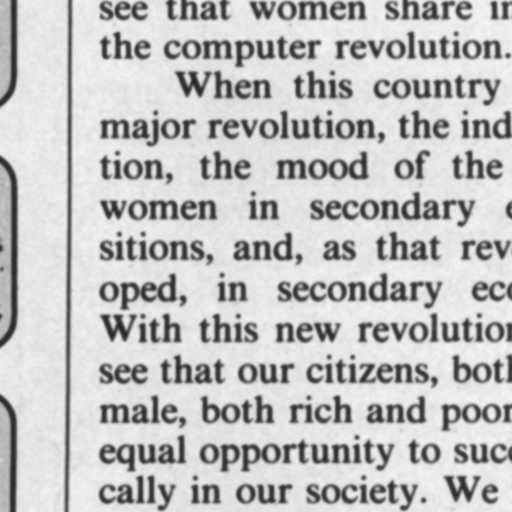 see that women share in
the computer revolution.
When this country
major revolution, the ind
tion, the mood of the
women in secondary
sitions, and, as that rev
oped, in secondary eco
With this new revolution
see that our citizens, both
male, both rich and poor
equal opportunity to succ
cally in our society. We